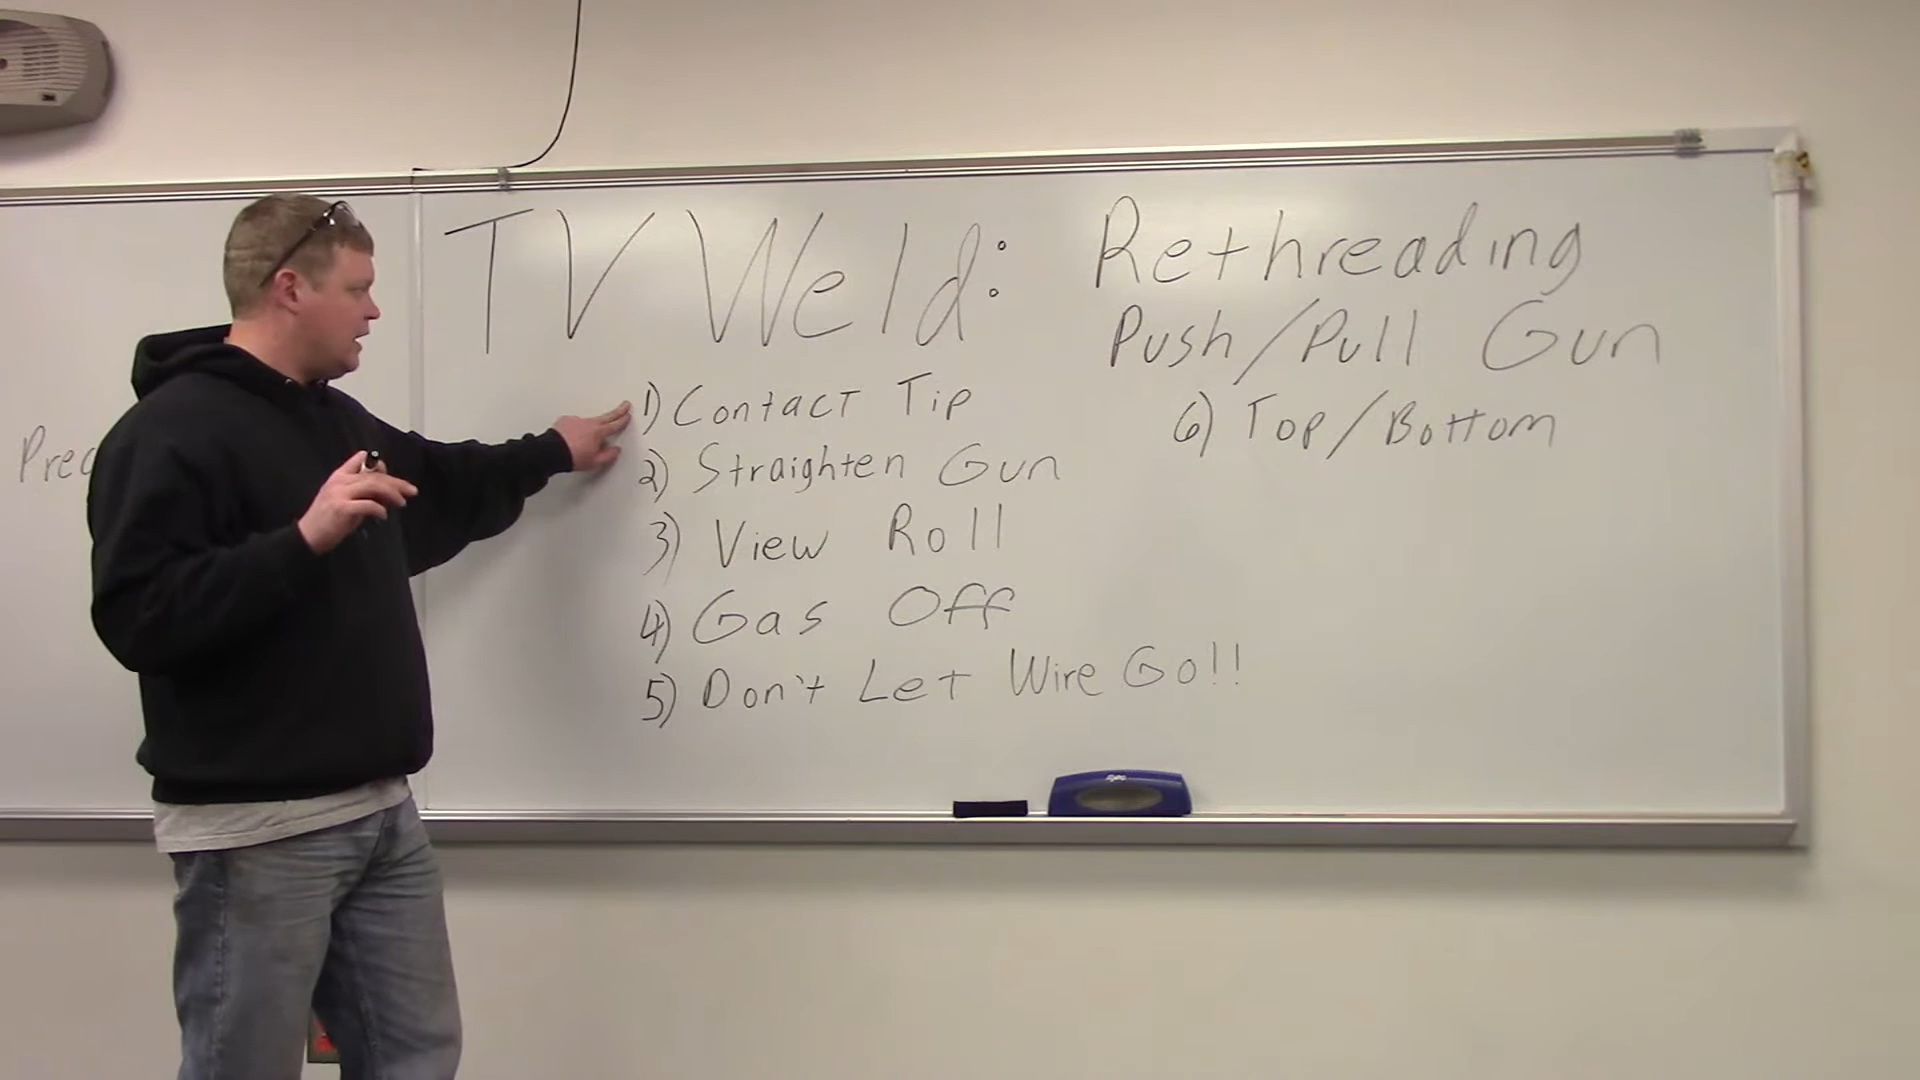 TV Weld: Rethreading
Push/Pull Gun
1) Contact Tip
2) Straighten Gun
3) View Roll
4) Gas Off
5) Don't Let Wire Go!!
6) Top/Bottom
3M